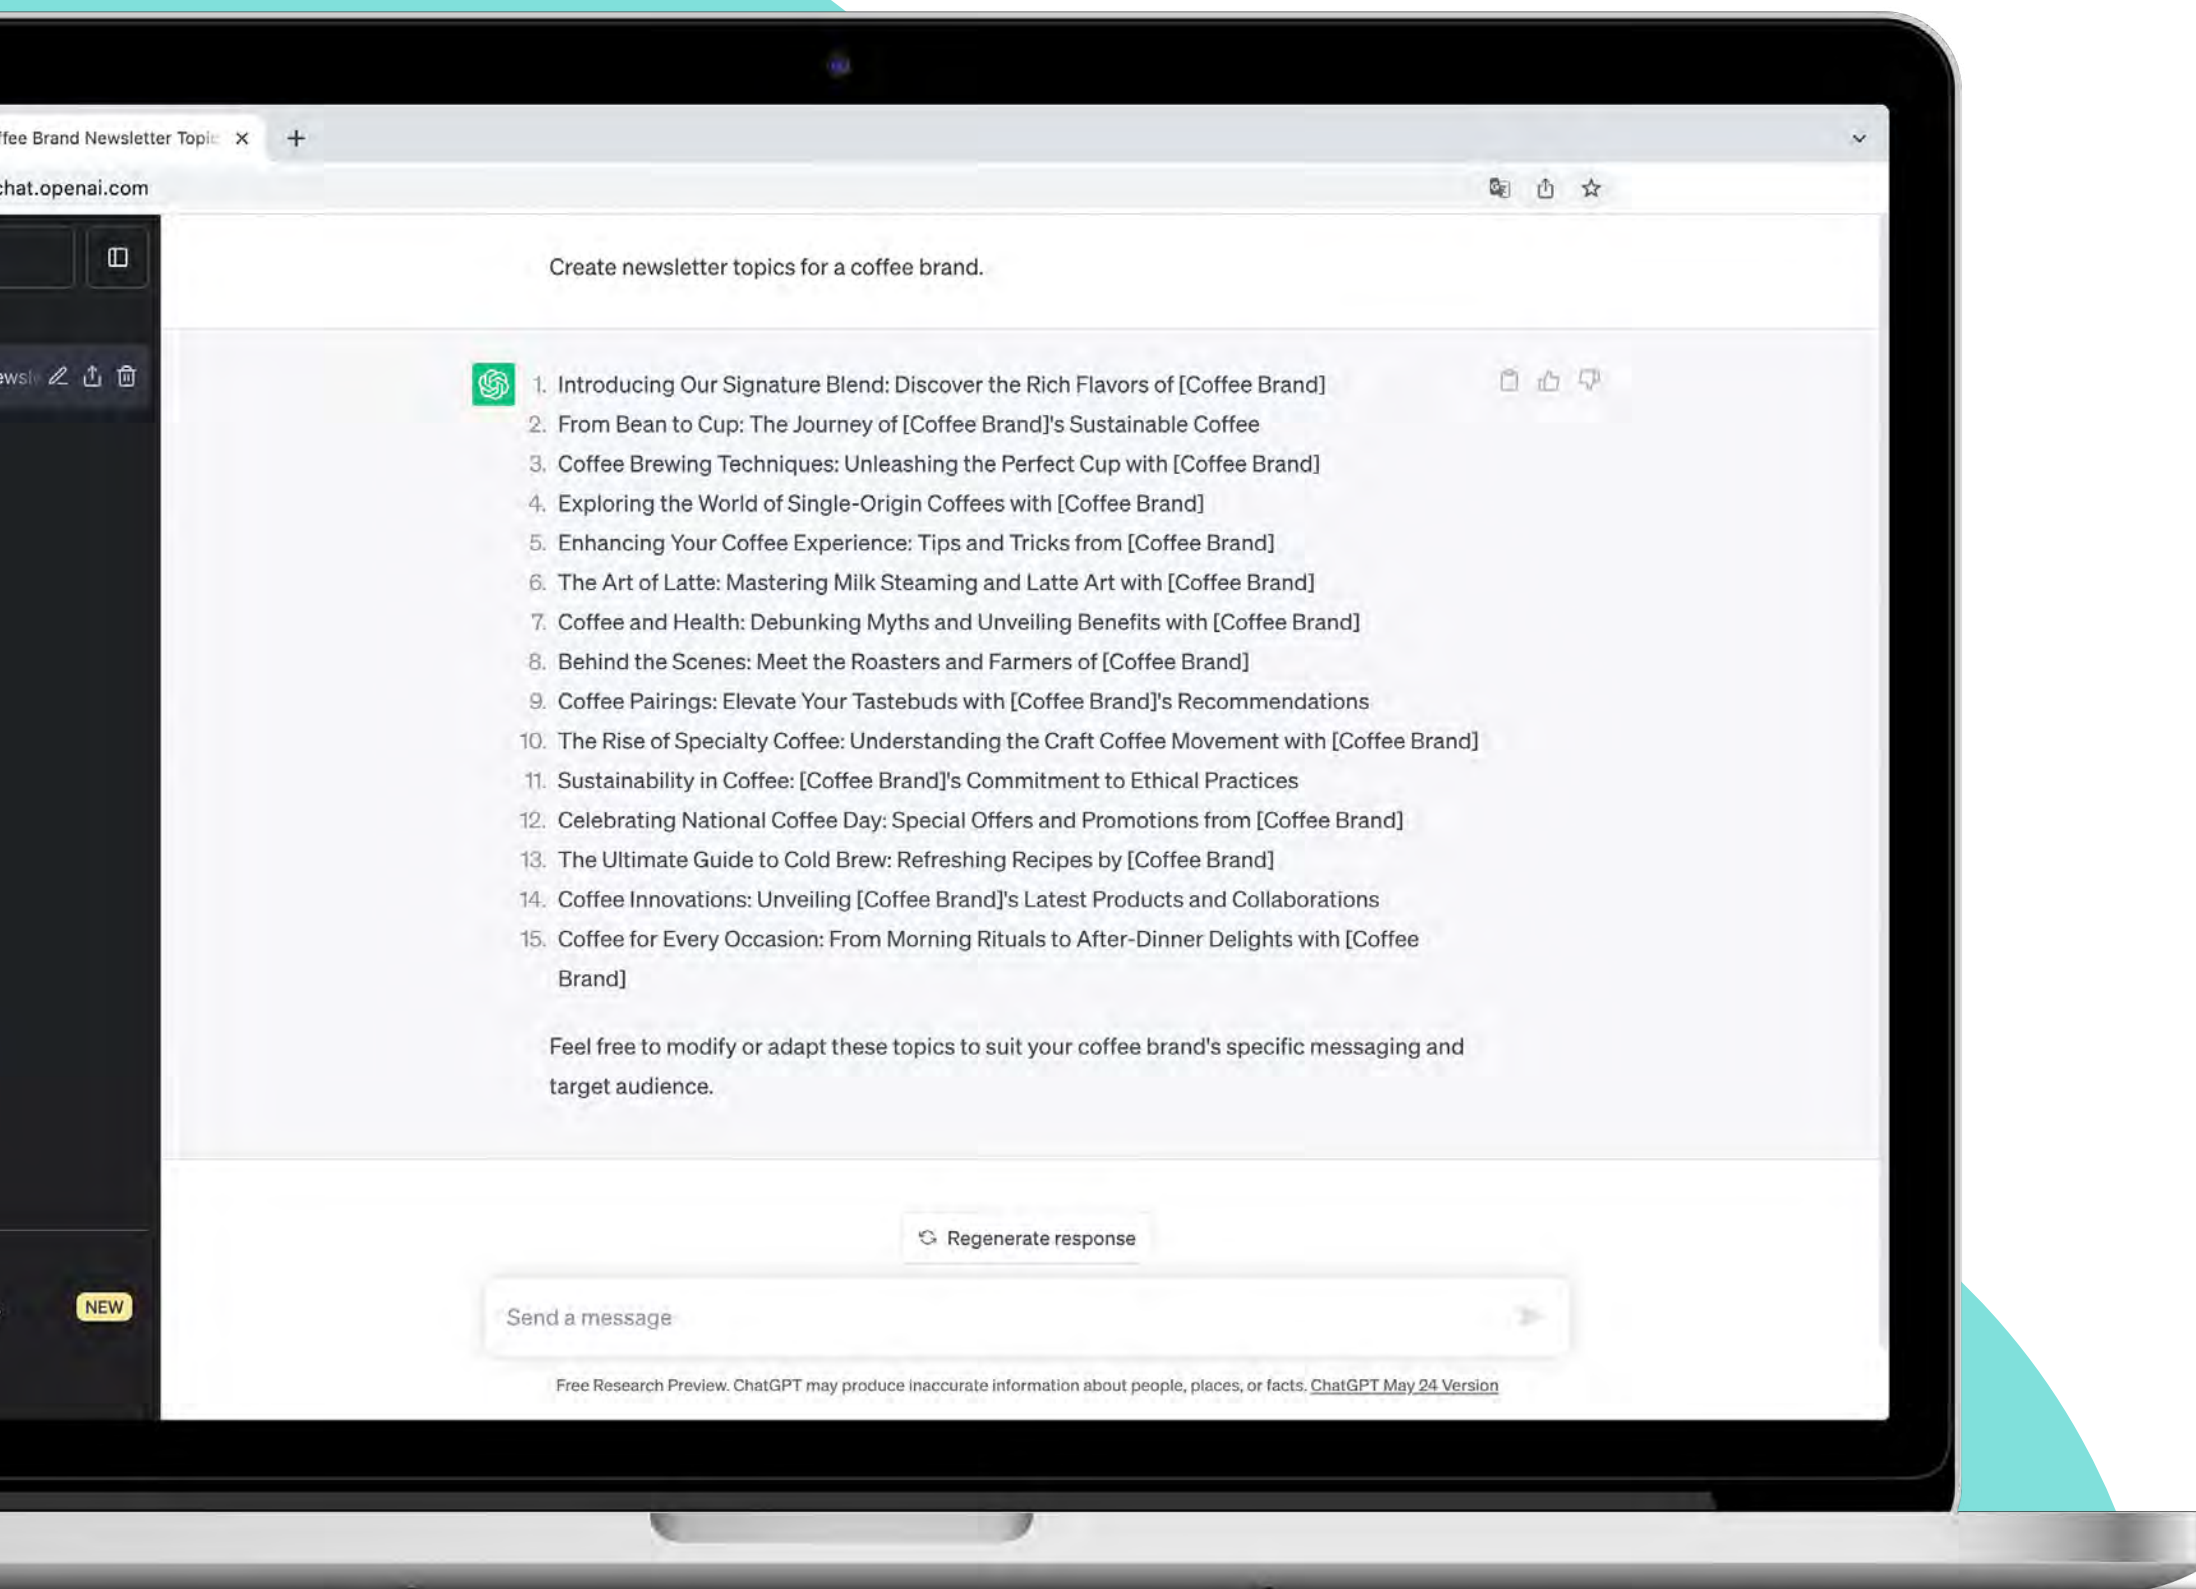 Brand Newsletter Topic
chat.openai.com
Create newsletter topics for a coffee brand.
1. Introducing Our Signature Blend: Discover the Rich Flavors of [Coffee Brand]
2. From Bean to Cup: The Journey of [Coffee Brand]'s Sustainable Coffee
3. Coffee Brewing Techniques: Unleashing the Perfect Cup with [Coffee Brand]
4. Exploring the World of Single-Origin Coffees with [Coffee Brand]
5. Enhancing Your Coffee Experience: Tips and Tricks from [Coffee Brand]
6. The Art of Latte: Mastering Milk Steaming and Latte Art with [Coffee Brand]
7. Coffee and Health: Debunking Myths and Unveiling Benefits with [Coffee Brand]
8. Behind the Scenes: Meet the Roasters and Farmers of [Coffee Brand]
9. Coffee Pairings: Elevate Your Tastebuds with [Coffee Brand]'s Recommendations
10. The Rise of Specialty Coffee: Understanding the Craft Coffee Movement with [Coffee Brand]
11. Sustainability in Coffee: [Coffee Brand]'s Commitment to Ethical Practices
12. Celebrating National Coffee Day: Special Offers and Promotions from [Coffee Brand]
13. The Ultimate Guide to Cold Brew: Refreshing Recipes by [Coffee Brand]
14. Coffee Innovations: Unveiling [Coffee Brand]'s Latest Products and Collaborations
15. Coffee for Every Occasion: From Morning Rituals to After-Dinner Delights with [Coffee
Brand]
Feel free to modify or adapt these topics to suit your coffee brand's specific messaging and
target audience.
Regenerate response
NEW
Send a message
Free Research Preview. ChatGPT may produce inaccurate information about people, places, or facts. ChatGPT May 24 Version